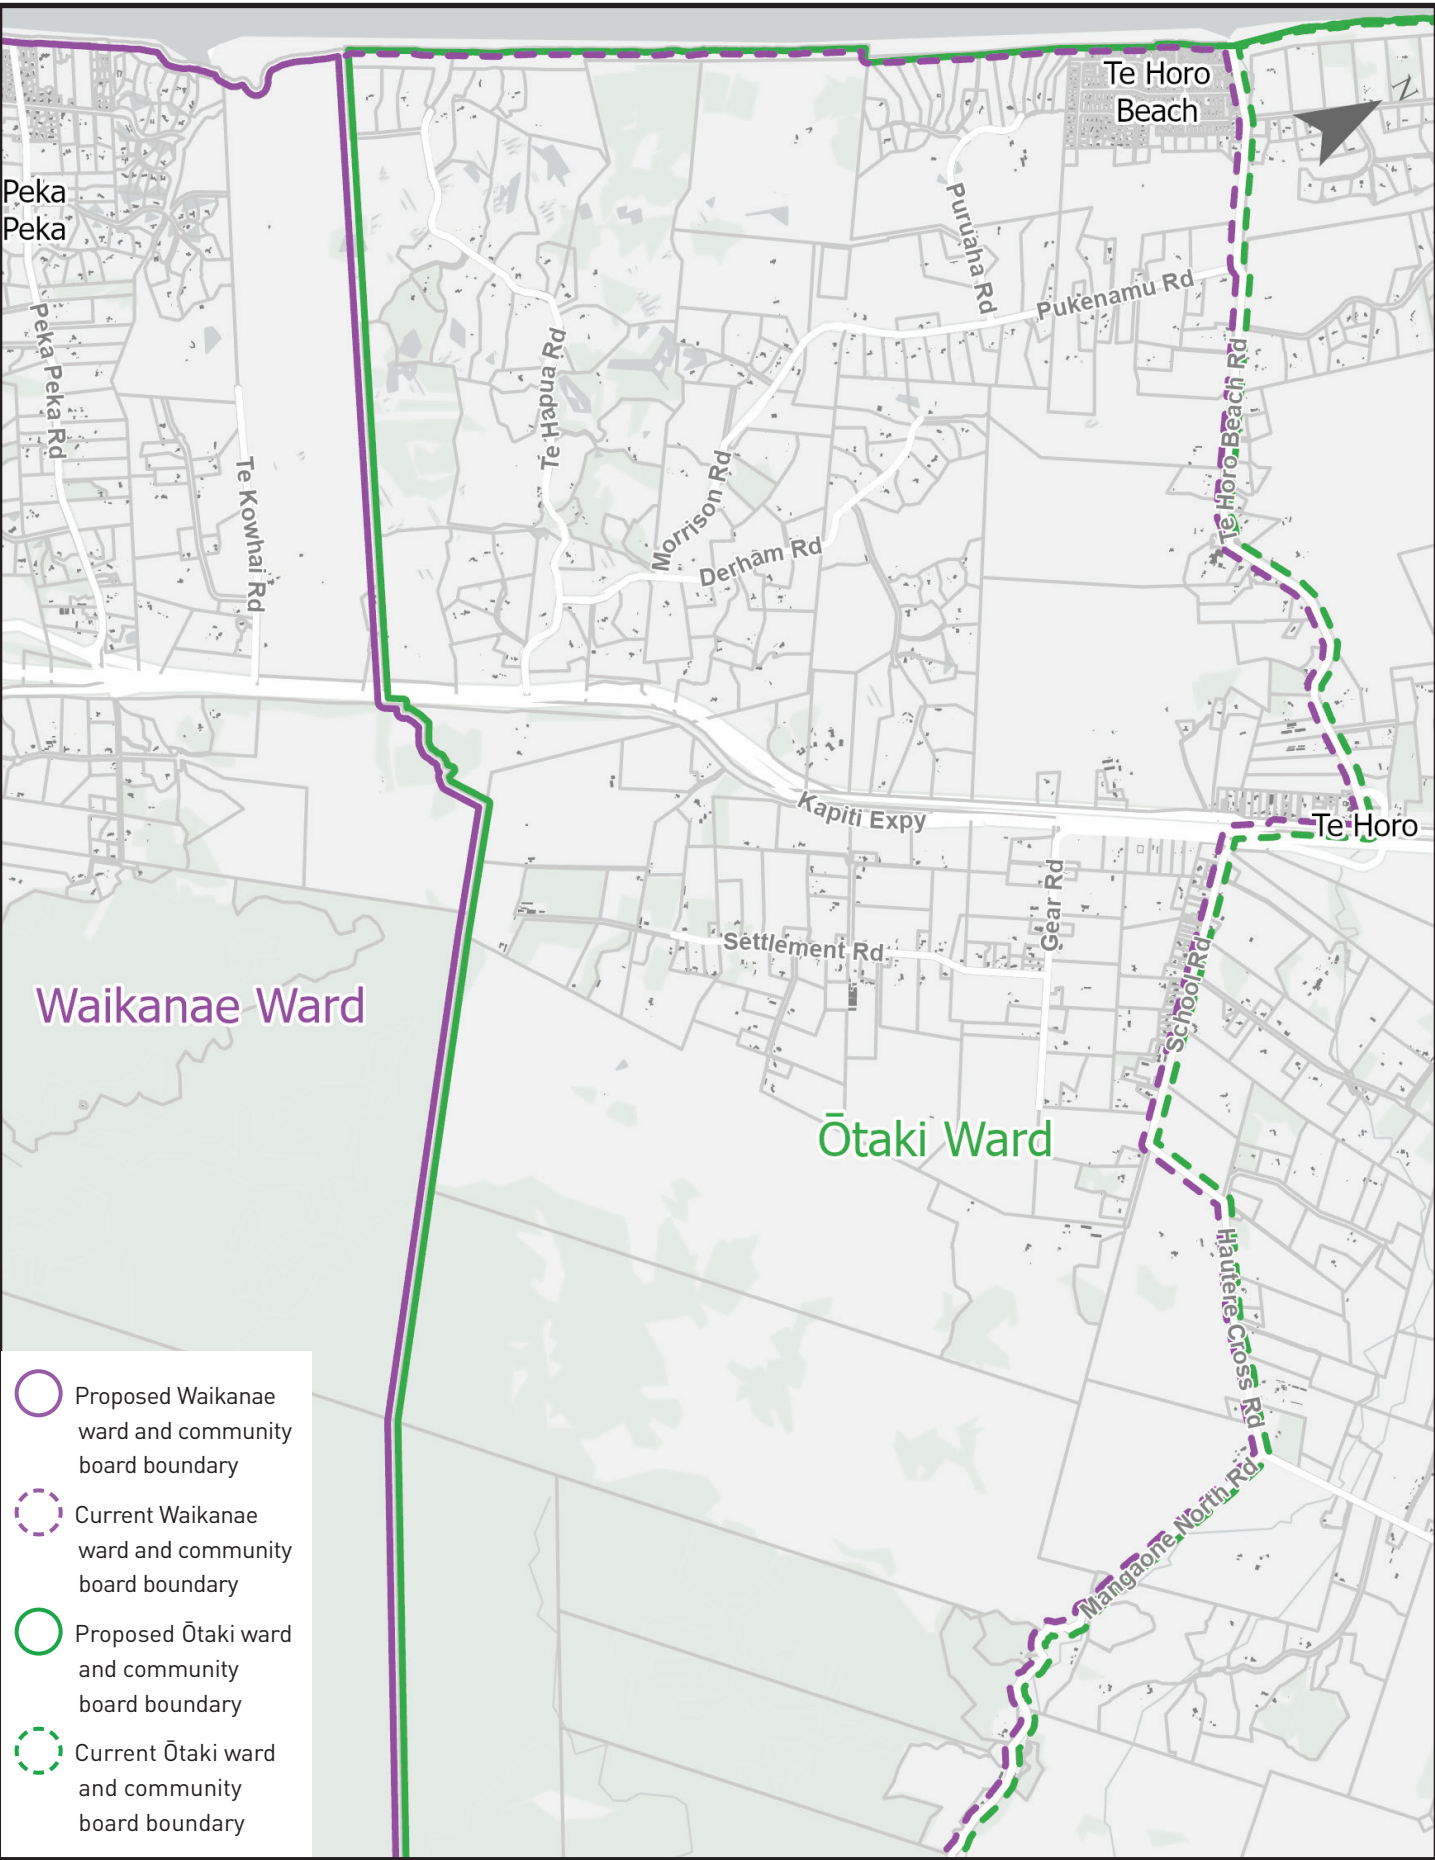 Te Horo
Beach
N
Peka
Peka
Puruaha Rd
Pukenamu Rd
Peka Peka Rd
Te Hapua Rd
Te Horo Beach Rd
Te Kowhai Rd
Morrison Rd
Derham Rd
Kapiti Expy
Te Horo
Gear Rd
Settlement Rd
School Rd
Waikanae Ward
Ōtaki Ward
Hautere Cross Rd
Mangaone North Rd
Proposed Waikanae
ward and community
board boundary
Current Waikanae
ward and community
board boundary
Proposed Ōtaki ward
and community
board boundary
Current Ōtaki ward
and community
board boundary